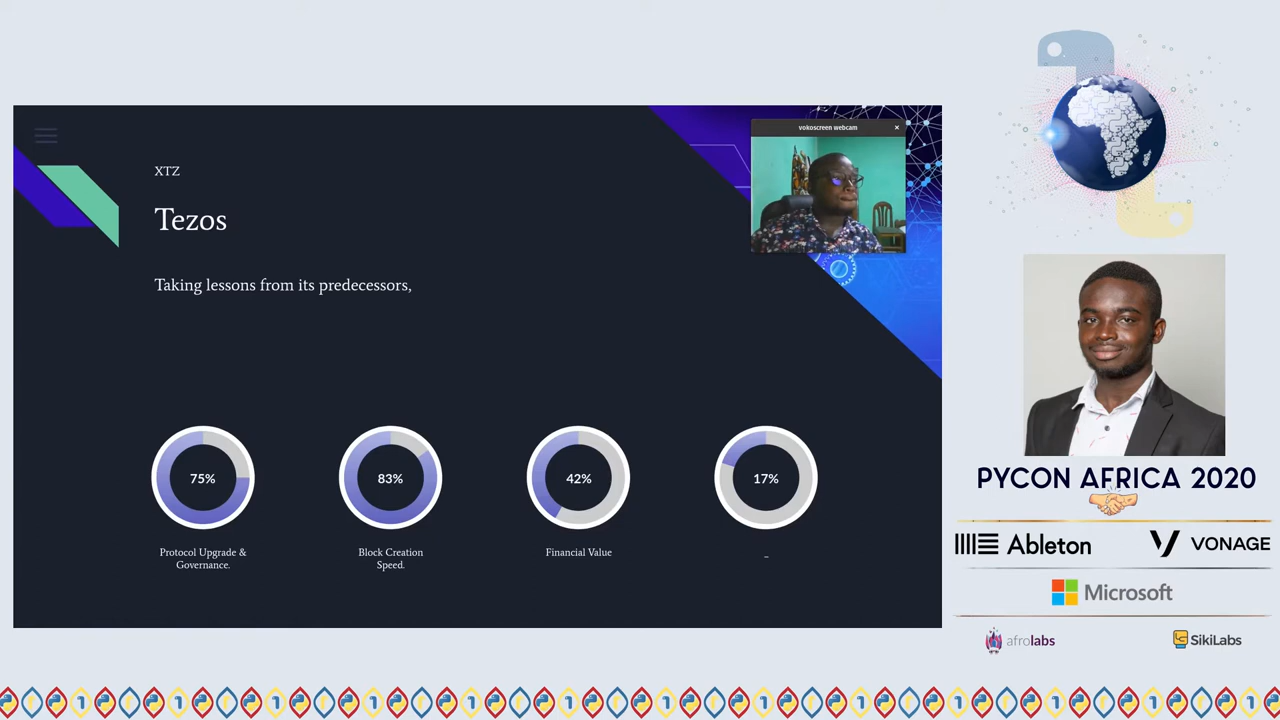 vokoscreen webcam
×
XTZ
Tezos
Taking lessons from its predecessors,
75%
83%
42%
17%
Protocol Upgrade &
Governance.
Block Creation
Speed.
Financial Value
_
PYCON AFRICA 2020
Ableton
VONAGE
Microsoft
afrolabs
SikiLabs